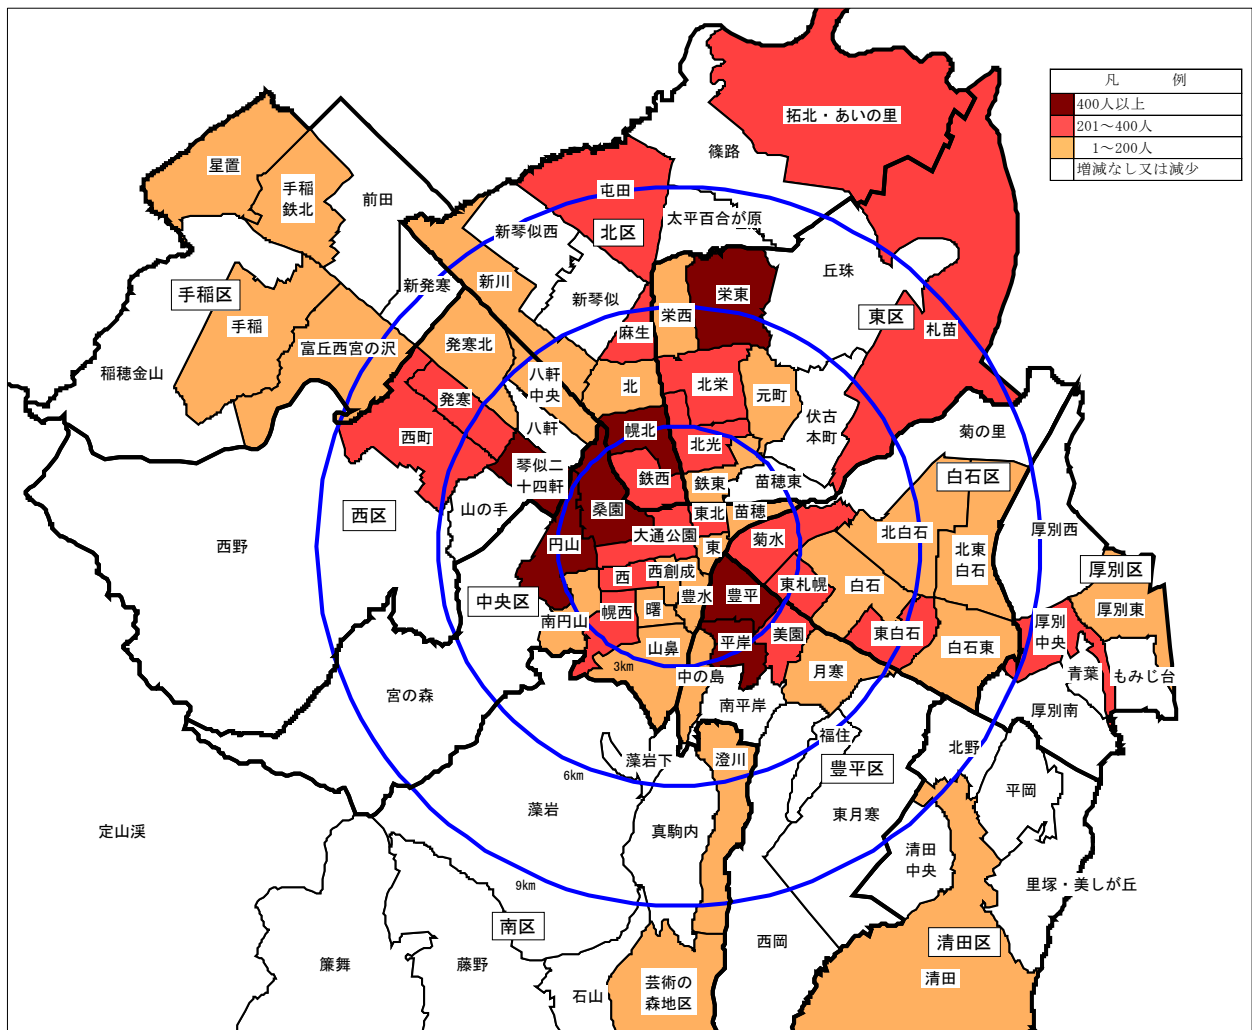 凡 例
400人以上
201～400人
1～200人
増減なし又は減少
拓北・あいの里
篠路
星置
手稲
鉄北
前田
屯田
太平百合が原
新琴似西
北区
丘珠
新川
新発寒
手稲区
新琴似
栄東
栄西
東区
手稲
麻生
札苗
富丘西宮の沢
発寒北
稲穂金山
八軒
中央
北
北栄
元町
発寒
伏古
本町
八軒
幌北
菊の里
西町
北光
琴似二
十四軒
鉄西
鉄東
苗穂東
白石区
山の手
桑園
東北
苗穂
西区
厚別西
大通公園
菊水
北白石
西野
円山
東
北東
白石
厚別区
西
西創成
東札幌
白石
中央区
豊水
豊平
厚別東
幌西
曙
南円山
美園
東白石
厚別
中央
山鼻
平岸
白石東
3km
中の島
月寒
青葉
もみじ台
宮の森
南平岸
厚別南
福住
北野
藻岩下
澄川
豊平区
6km
平岡
藻岩
東月寒
定山渓
真駒内
清田
中央
9km
里塚・美しが丘
南区
西岡
清田区
簾舞
藤野
清田
石山
芸術の
森地区